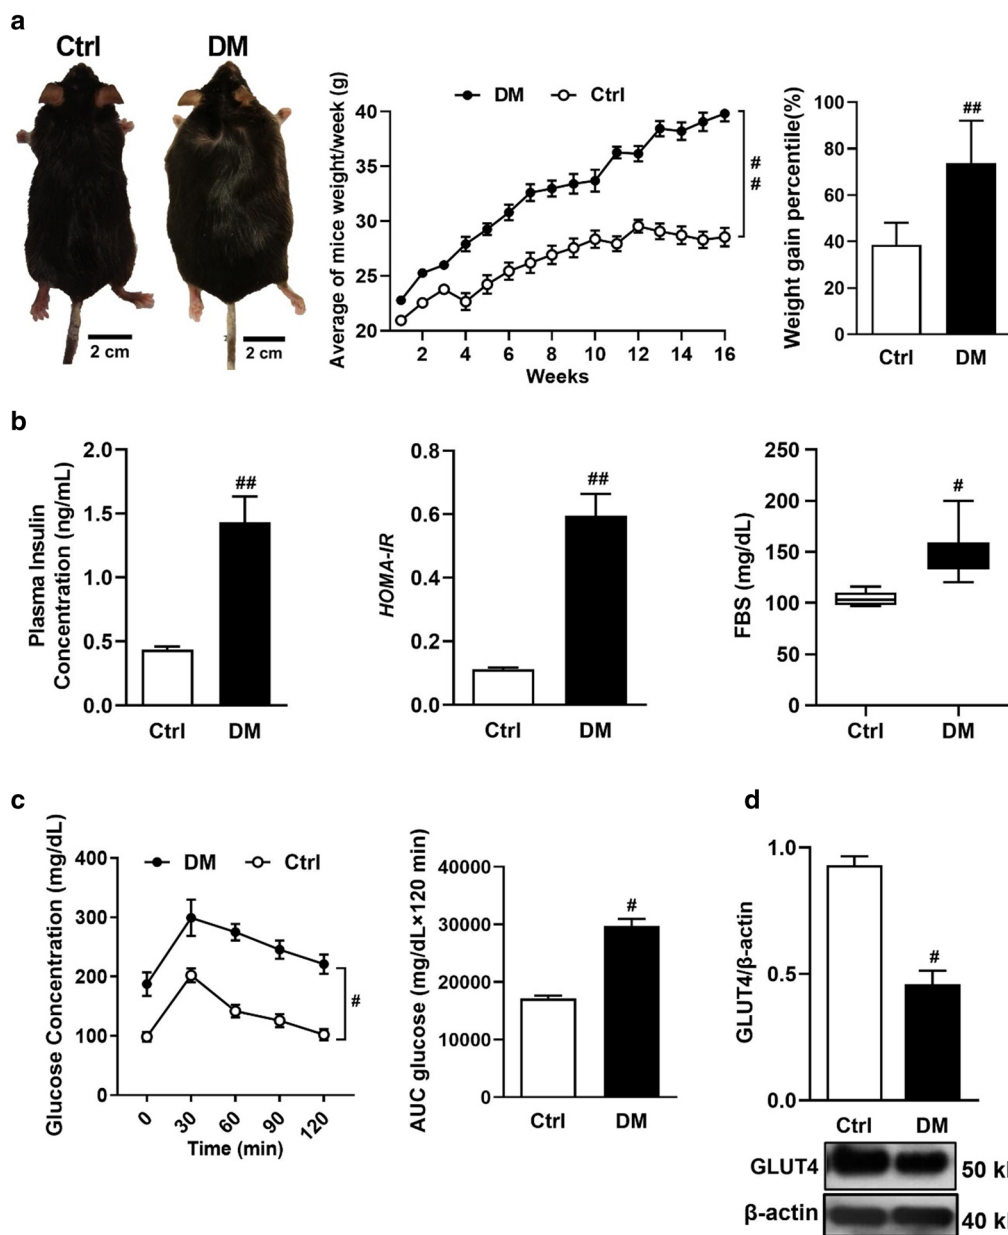 a
Ctrl
DM
2 cm
2 cm
Average of mice weight/week (g)
DM
Ctrl
40
35
30
25
20
2
4
6
8
10
12
14
16
Weeks
#
#
Weight gain percentile(%)
100
80
60
40
20
0
##
Ctrl
DM
b
Plasma Insulin
Concentration (ng/mL)
2.0
1.5
1.0
0.5
0.0
##
Ctrl
DM
HOMA-IR
0.8
0.6
0.4
0.2
0.0
##
Ctrl
DM
FBS (mg/dL)
250
200
150
100
50
0
#
Ctrl
DM
c
Glucose Concentration (mg/dL)
400
300
200
100
0
DM
Ctrl
#
0
30
60
90
120
Time (min)
AUC glucose (mg/dL×120 min)
40000
30000
20000
10000
0
#
Ctrl
DM
d
GLUT4/β-actin
1.0
0.5
0.0
#
Ctrl
DM
GLUT4
50 k
β-actin
40 k